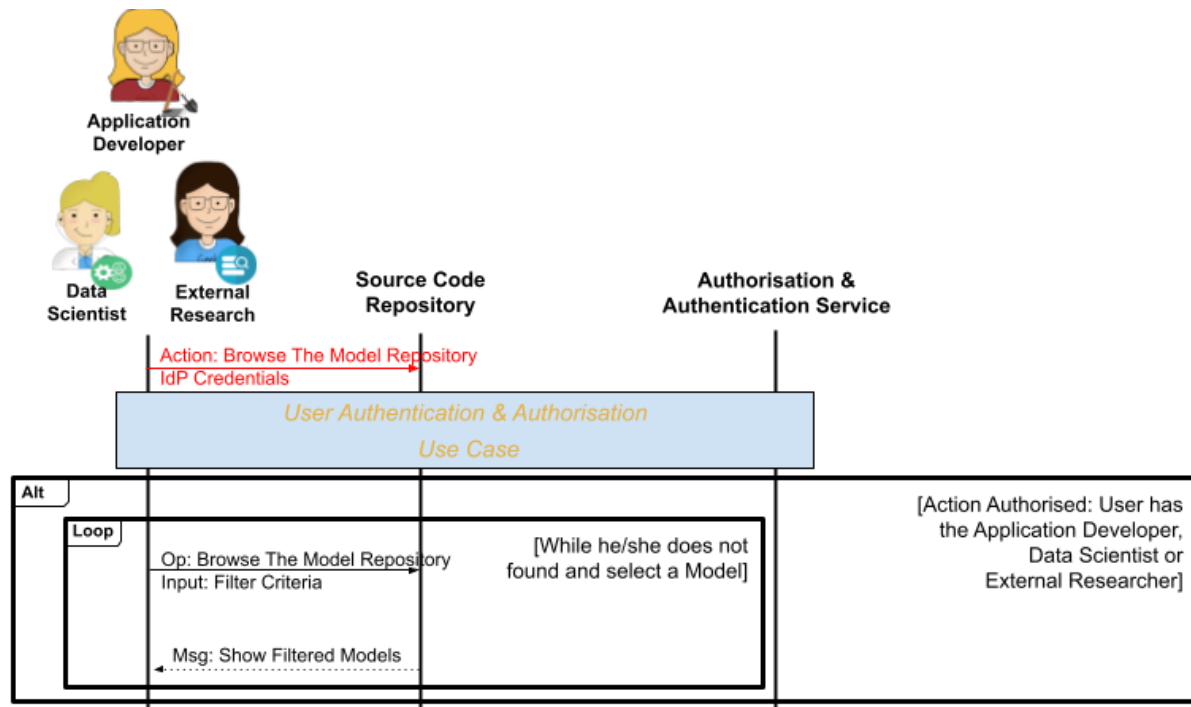 Application
Developer
Data
Scientist
External
Research
Source Code
Repository
Authorisation &
Authentication Service
Action: Browse The Model Repository
IdP Credentials
User Authentication & Authorisation
Use Case
Alt
[Action Authorised: User has
the Application Developer,
Data Scientist or
External Researcher]
Loop
[While he/she does not
found and select a Model]
Op: Browse The Model Repository
Input: Filter Criteria
Msg: Show Filtered Models